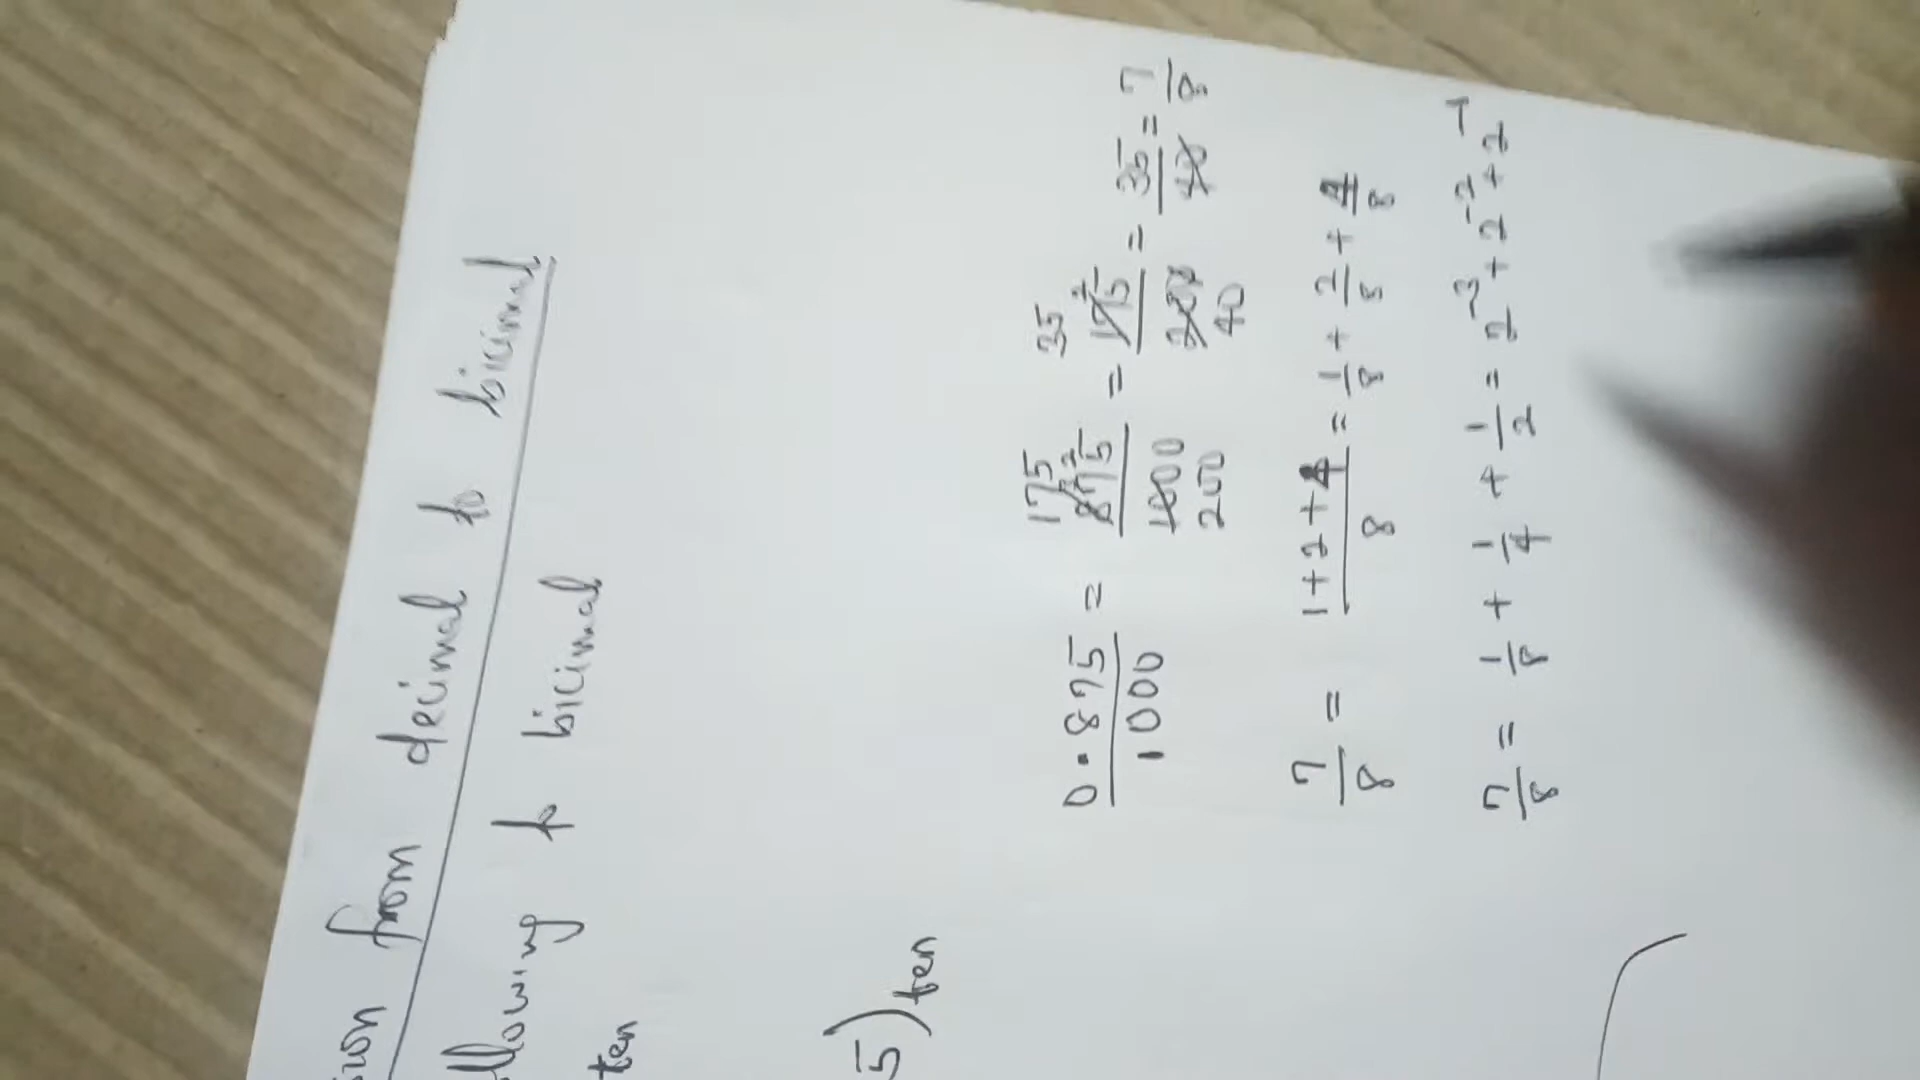 sion from decimal to bicimal
llowing to bicimal
ten
5) ten
0.875/1000 = 175 875/1000 200 = 35 175/200 40 = 35/40 = 7/8
7/8 = 1+2+4/8 = 1/8 + 2/8 + 4/8
7/8 = 1/8 + 1/4 + 1/2 = 2^-3 + 2^-2 + 2^-1